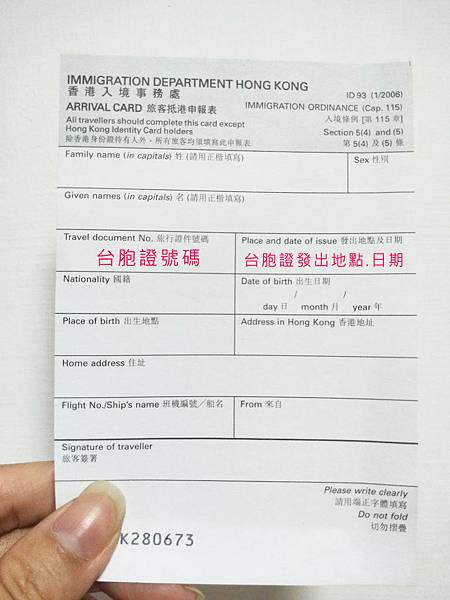 IMMIGRATION DEPARTMENT HONG KONG
香港入境事務處
ID 93 (1/2006)
ARRIVAL CARD 旅客抵港申報表
IMMIGRATION ORDINANCE (Cap. 115)
入境條例 [第 115 章]
All travellers should complete this card except
Hong Kong Identity Card holders
Section 5(4) and (5)
除香港身份證持有人外，所有旅客均須填寫此申報表
第 5(4) 及 (5) 條
Family name (in capitals) 姓 (請用正楷填寫)
Sex 性別
Given names (in capitals) 名 (請用正楷填寫)
Travel document No. 旅行證件號碼
Place and date of issue 發出地點及日期
台胞證號碼
台胞證發出地點.日期
Nationality 國籍
Date of birth 出生日期
/ /
day 日 month 月 year 年
Place of birth 出生地點
Address in Hong Kong 香港地址
Home address 住址
Flight No./Ship's name 班機編號／船名
From 來自
Signature of traveller
旅客簽署
Please write clearly
請用端正字體填寫
Do not fold
切勿摺疊
K280673